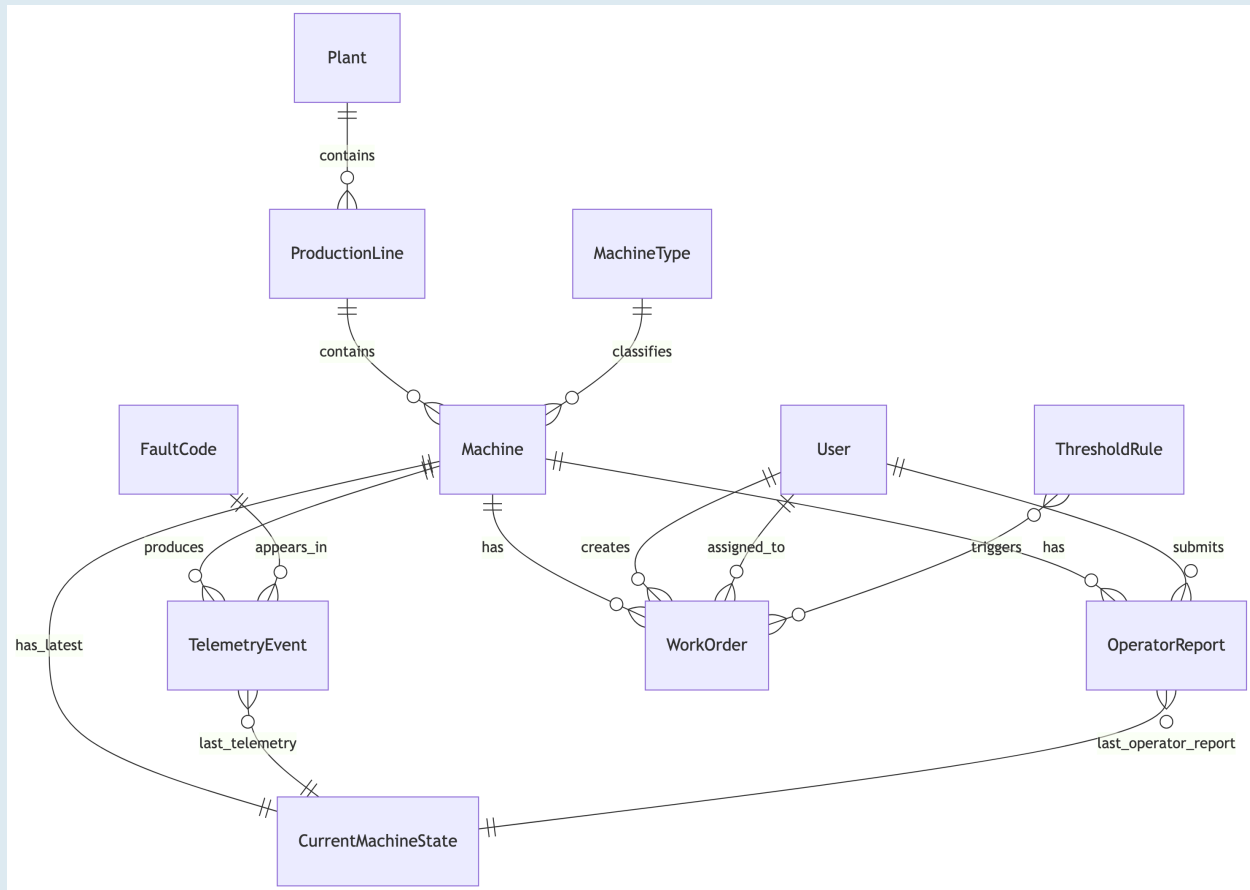 Plant
contains
ProductionLine
MachineType
contains
classifies
FaultCode
Machine
User
ThresholdRule
produces
appears_in
has
creates
assigned_to
triggers
has
submits
has_latest
TelemetryEvent
WorkOrder
OperatorReport
last_telemetry
last_operator_report
CurrentMachineState